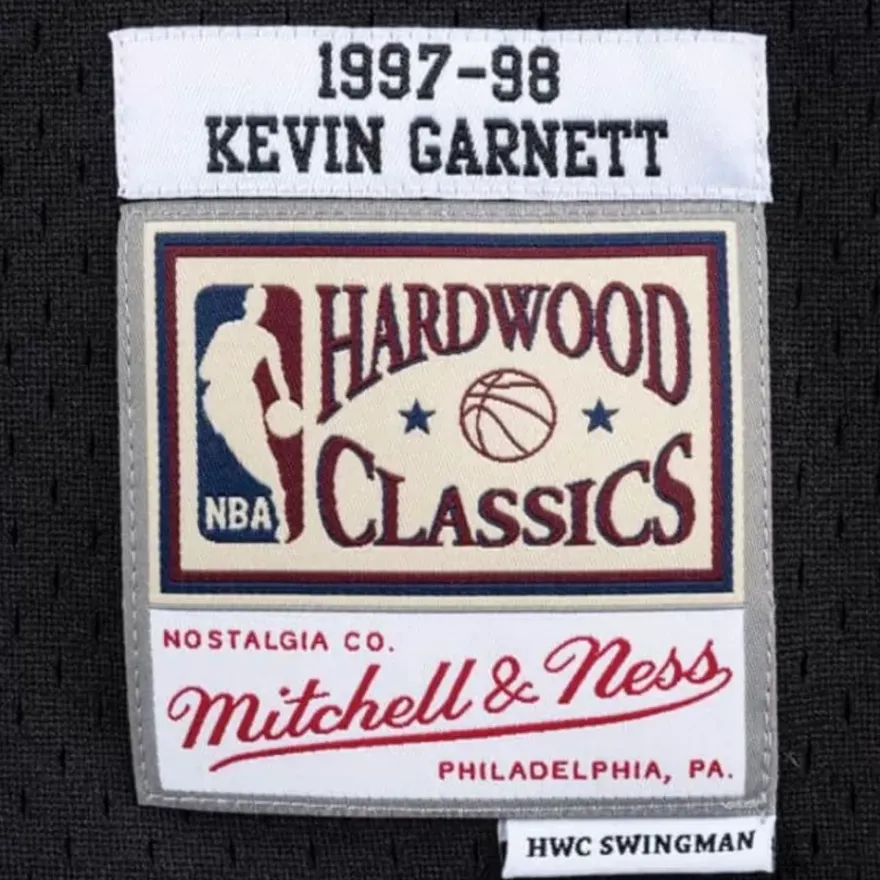 1997-98
KEVIN GARNETT
HARDWOOD
CLASSICS
NBA
NOSTALGIA CO.
Mitchell & Ness
PHILADELPHIA, PA.
HWC SWINGMAN